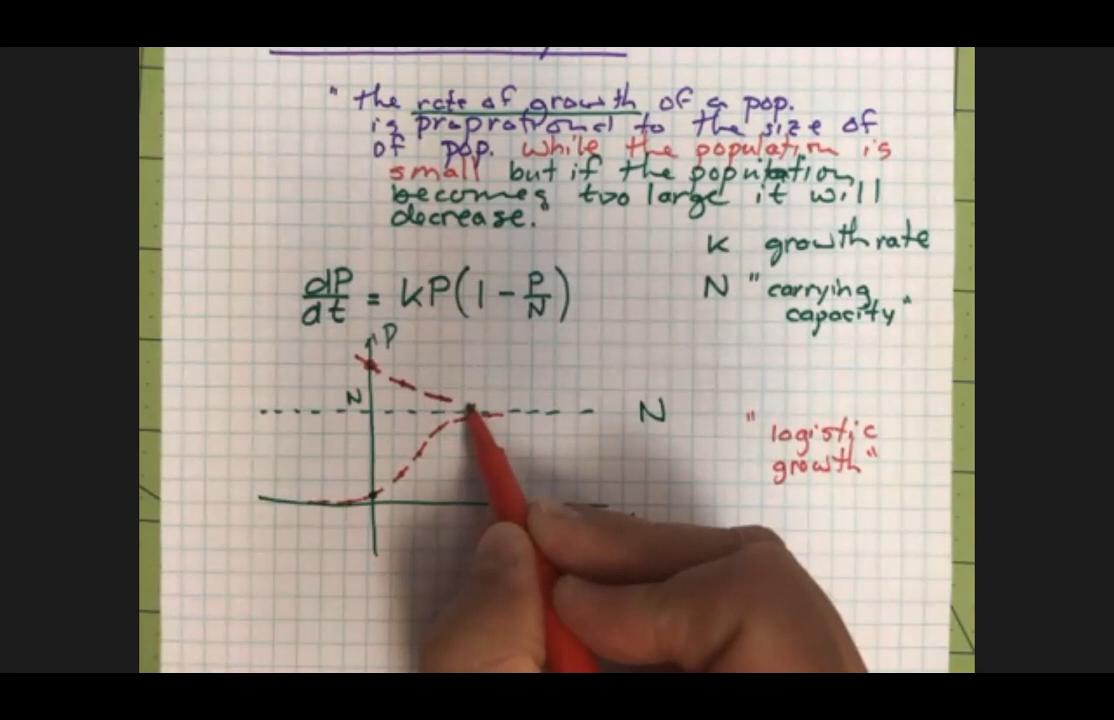 " the rate of growth of a pop.
is proprotional to the size of
of pop. while the population is
small but if the population
becomes too large it will
decrease."
k growth rate
N "carrying
capacity"
dP/dt = kP(1 - P/N)
P
N
N
"logistic
growth"